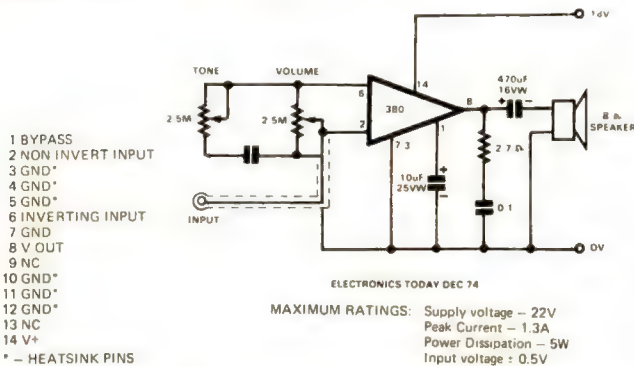 18V
TONE
VOLUME
470uF
16VW
+
-
2 5M
2 5M
6
2
380
14
8
1
7 3
8 Ω
SPEAKER
2 7 Ω
10uF
25VW
+
-
0 1
INPUT
0V
1 BYPASS
2 NON INVERT INPUT
3 GND*
4 GND*
5 GND*
6 INVERTING INPUT
7 GND
8 V OUT
9 NC
10 GND*
11 GND*
12 GND*
13 NC
14 V+
* – HEATSINK PINS
ELECTRONICS TODAY DEC 74
MAXIMUM RATINGS: Supply voltage – 22V
Peak Current – 1.3A
Power Dissipation – 5W
Input voltage : 0.5V